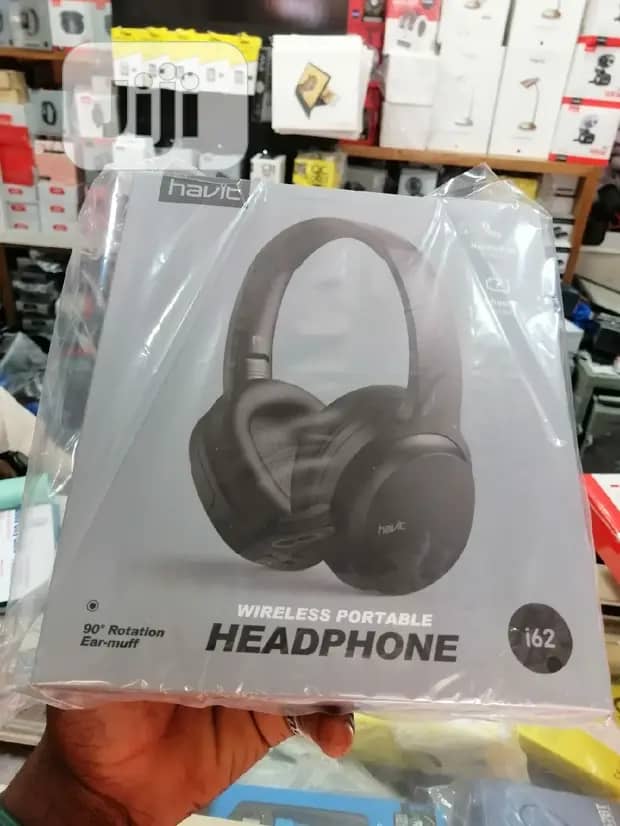 havit
havit
WIRELESS PORTABLE
HEADPHONE
i62
90° Rotation
Ear-muff